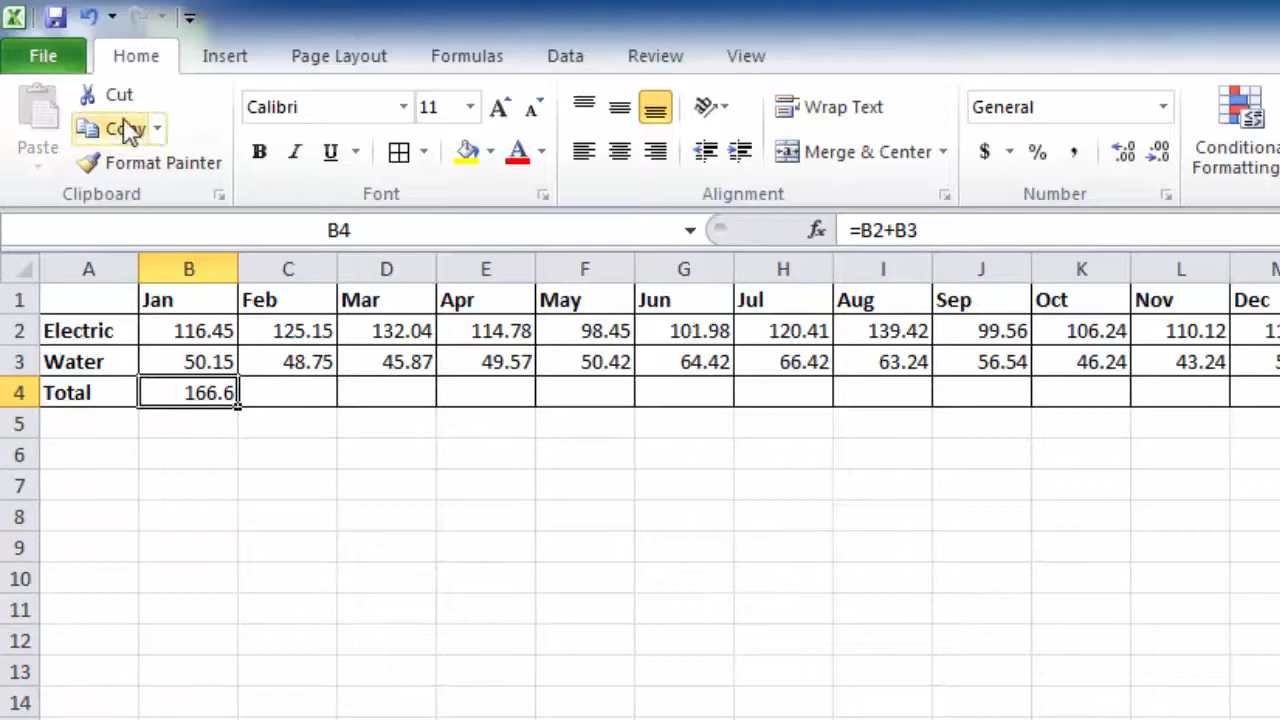 File Home Insert Page Layout Formulas Data Review View
Cut
Paste
Format Painter
Clipboard
Calibri 11
B I U A
Font
Wrap Text
Merge & Center
Alignment
General
$ % , .00 .00
Number
Formatting
B4 fx =B2+B3
A B C D E F G H I J K L
1 Jan Feb Mar Apr May Jun Jul Aug Sep Oct Nov Dec
2 Electric 116.45 125.15 132.04 114.78 98.45 101.98 120.41 139.42 99.56 106.24 110.12
3 Water 50.15 48.75 45.87 49.57 50.42 64.42 66.42 63.24 56.54 46.24 43.24
4 Total 166.6
5
6
7
8
9
10
11
12
13
14